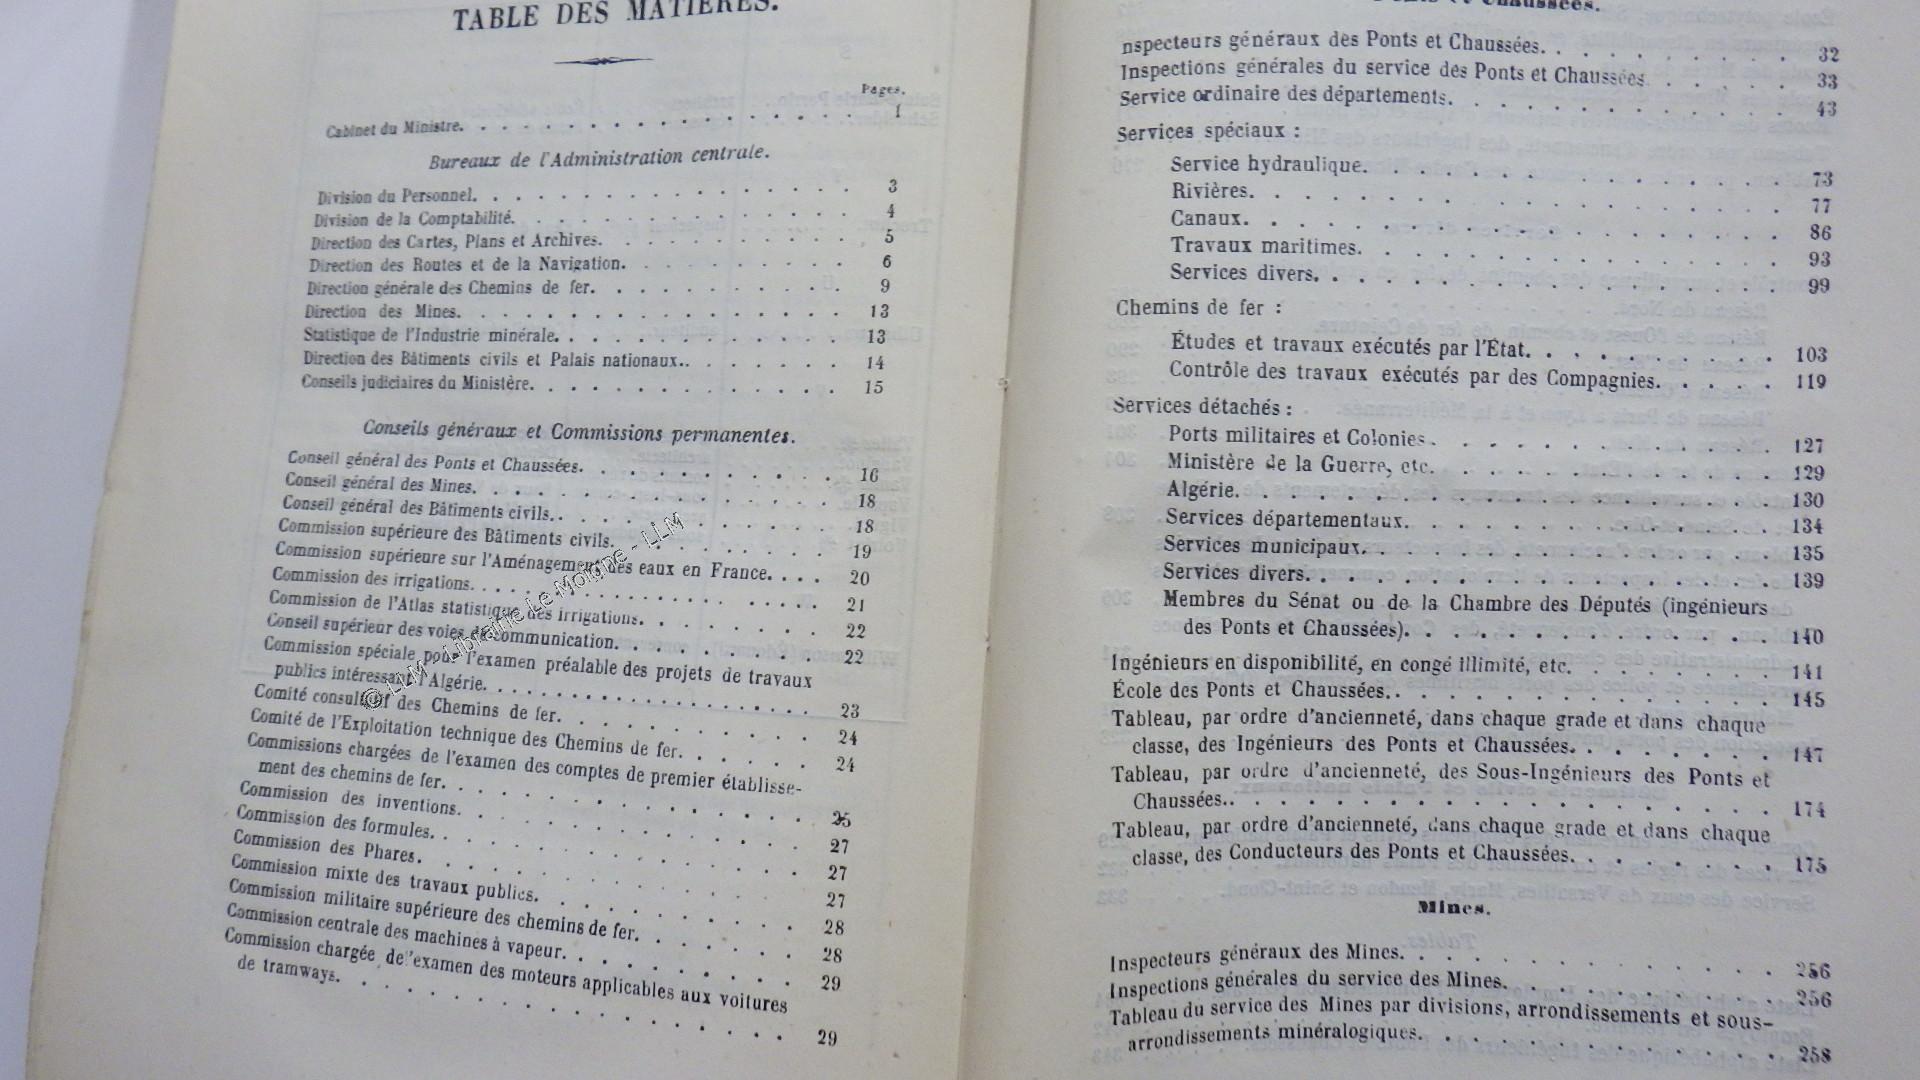 TABLE DES MATIÈRES.
Pages.
Cabinet du Ministre. 1
Bureaux de l'Administration centrale.
Division du Personnel. 3
Division de la Comptabilité. 4
Direction des Cartes, Plans et Archives. 5
Direction des Routes et de la Navigation. 6
Direction générale des Chemins de fer. 9
Direction des Mines. 13
Statistique de l'Industrie minérale. 13
Direction des Bâtiments civils et Palais nationaux. 14
Conseils judiciaires du Ministère. 15
Conseils généraux et Commissions permanentes.
Conseil général des Ponts et Chaussées. 16
Conseil général des Mines. 18
Conseil général des Bâtiments civils. 18
Commission supérieure des Bâtiments civils. 19
Commission supérieure sur l'Aménagement des eaux en France. 20
Commission des irrigations. 21
Commission de l'Atlas statistique des irrigations. 22
Conseil supérieur des voies de communication. 22
Commission spéciale pour l'examen préalable des projets de travaux
publics intéressant l'Algérie. 23
Comité consultatif des Chemins de fer. 24
Comité de l'Exploitation technique des Chemins de fer. 24
Commissions chargées de l'examen des comptes de premier établisse-
ment des chemins de fer. 25
Commission des inventions. 27
Commission des formules. 27
Commission des Phares. 27
Commission mixte des travaux publics. 28
Commission militaire supérieure des chemins de fer. 28
Commission centrale des machines à vapeur. 29
Commission chargée de l'examen des moteurs applicables aux voitures
de tramways. 29
© LLM - Librairie Le Moigne - LLM
et Chaussées.
nspecteurs généraux des Ponts et Chaussées. 32
Inspections générales du service des Ponts et Chaussées. 33
Service ordinaire des départements. 43
Services spéciaux :
Service hydraulique. 73
Rivières. 77
Canaux. 86
Travaux maritimes. 93
Services divers. 99
Chemins de fer :
Études et travaux exécutés par l'État. 103
Contrôle des travaux exécutés par des Compagnies. 119
Services détachés :
Ports militaires et Colonies. 127
Ministère de la Guerre, etc. 129
Algérie. 130
Services départementaux. 134
Services municipaux. 135
Services divers. 139
Membres du Sénat ou de la Chambre des Députés (ingénieurs
des Ponts et Chaussées). 140
Ingénieurs en disponibilité, en congé illimité, etc. 141
École des Ponts et Chaussées. 145
Tableau, par ordre d'ancienneté, dans chaque grade et dans chaque
classe, des Ingénieurs des Ponts et Chaussées. 147
Tableau, par ordre d'ancienneté, des Sous-Ingénieurs des Ponts et
Chaussées. 174
Tableau, par ordre d'ancienneté, dans chaque grade et dans chaque
classe, des Conducteurs des Ponts et Chaussées. 175
Mines.
Inspecteurs généraux des Mines. 256
Inspections générales du service des Mines. 256
Tableau du service des Mines par divisions, arrondissements et sous-
arrondissements minéralogiques. 258